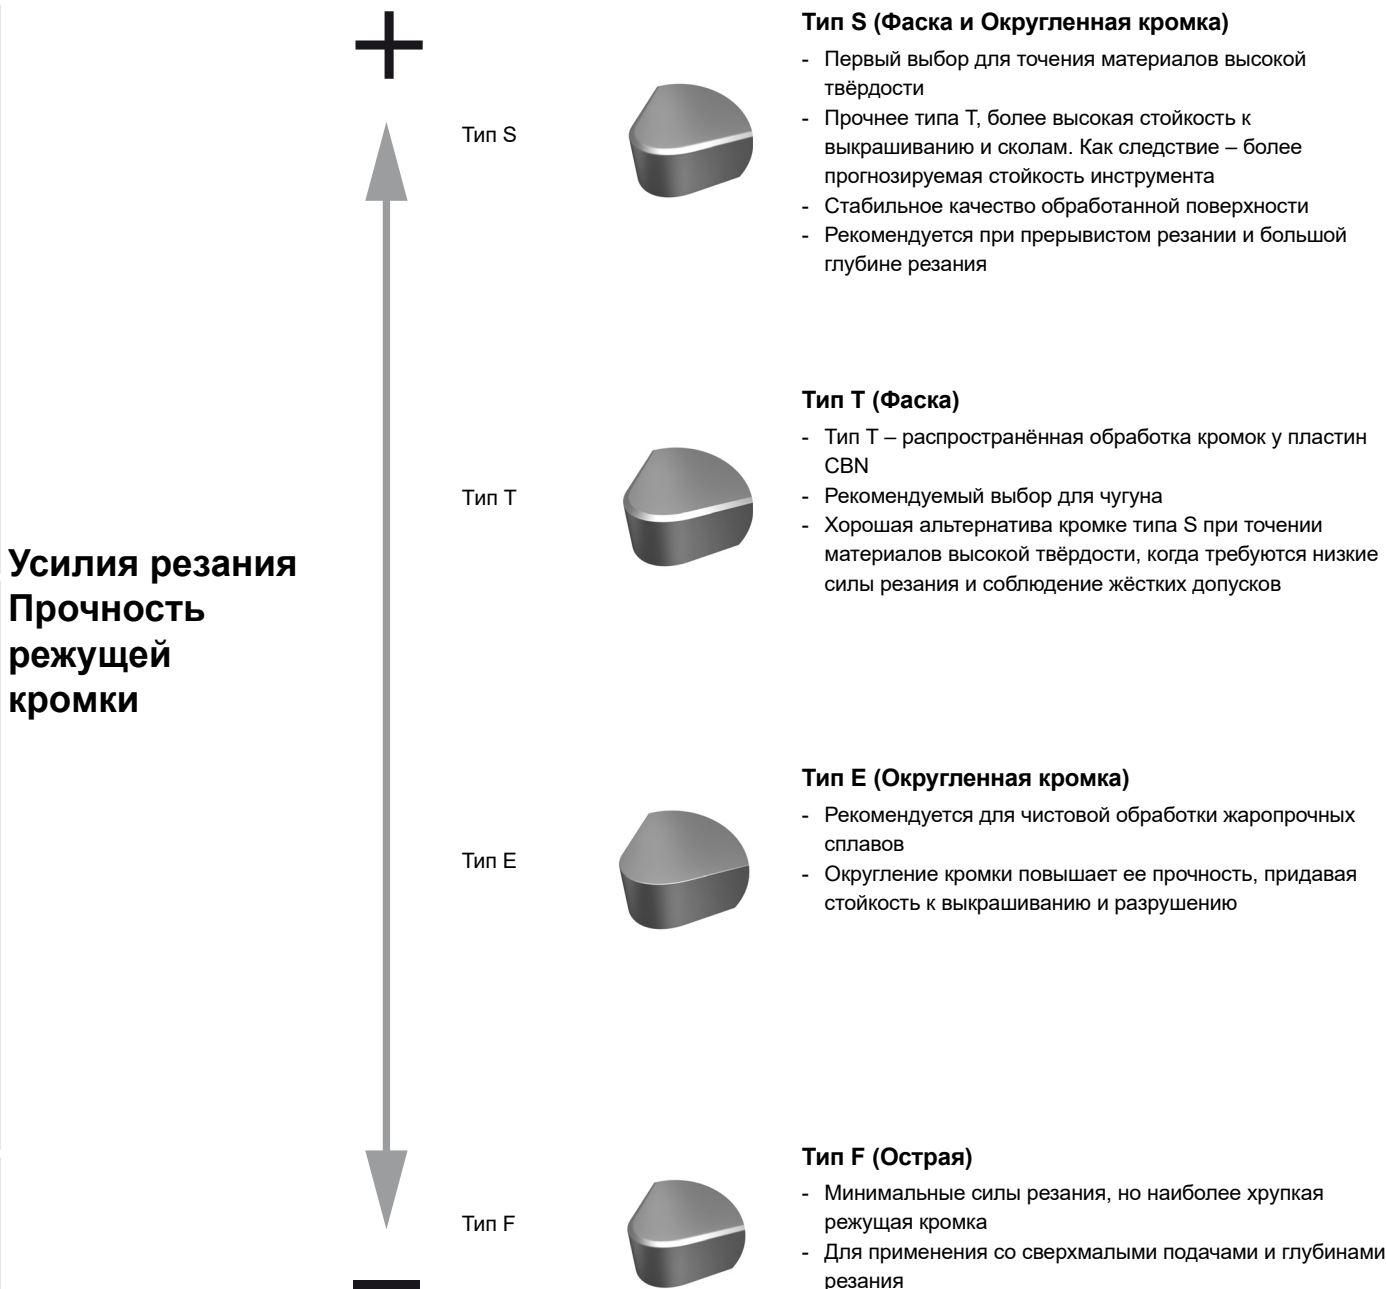 Тип S (Фаска и Округленная кромка)
- Первый выбор для точения материалов высокой
твёрдости
- Прочнее типа T, более высокая стойкость к
выкрашиванию и сколам. Как следствие – более
прогнозируемая стойкость инструмента
- Стабильное качество обработанной поверхности
- Рекомендуется при прерывистом резании и большой
глубине резания
Тип S
Тип T (Фаска)
- Тип T – распространённая обработка кромок у пластин
CBN
- Рекомендуемый выбор для чугуна
- Хорошая альтернатива кромке типа S при точении
материалов высокой твёрдости, когда требуются низкие
силы резания и соблюдение жёстких допусков
Тип T
Усилия резания
Прочность
режущей
кромки
Тип E (Округленная кромка)
- Рекомендуется для чистовой обработки жаропрочных
сплавов
- Округление кромки повышает ее прочность, придавая
стойкость к выкрашиванию и разрушению
Тип E
Тип F (Острая)
- Минимальные силы резания, но наиболее хрупкая
режущая кромка
- Для применения со сверхмалыми подачами и глубинами
резания
Тип F